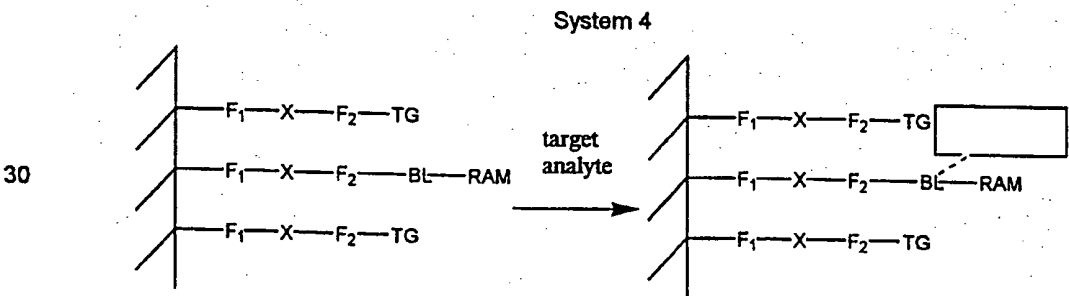 System 4
F₁—X—F₂—TG
F₁—X—F₂—TG
target
analyte
30
F₁—X—F₂—BL—RAM
F₁—X—F₂—BL—RAM
F₁—X—F₂—TG
F₁—X—F₂—TG